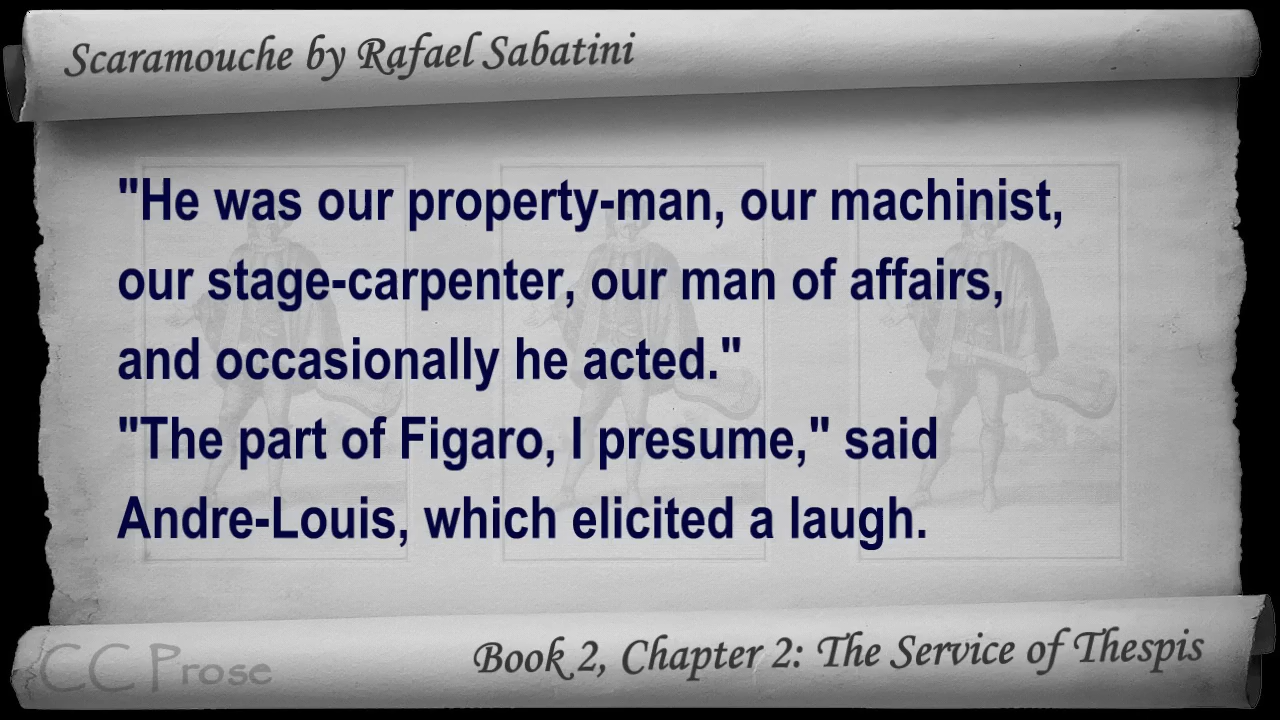 Scaramouche by Rafael Sabatini
"He was our property-man, our machinist,
our stage-carpenter, our man of affairs,
and occasionally he acted."
"The part of Figaro, I presume," said
Andre-Louis, which elicited a laugh.
CC Prose
Book 2, Chapter 2: The Service of Thespis